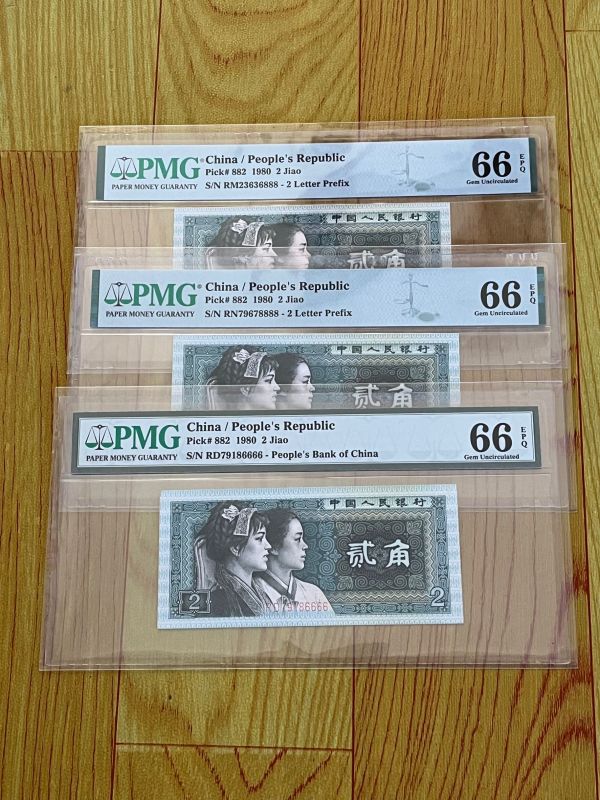 PMG
PAPER MONEY GUARANTY
China / People's Republic
Pick# 882 1980 2 Jiao
S/N RM23636888 - 2 Letter Prefix
66 EPQ
Gem Uncirculated
中国人民银行
贰角
PMG
PAPER MONEY GUARANTY
China / People's Republic
Pick# 882 1980 2 Jiao
S/N RN79678888 - 2 Letter Prefix
66 EPQ
Gem Uncirculated
中国人民银行
贰角
PMG
PAPER MONEY GUARANTY
China / People's Republic
Pick# 882 1980 2 Jiao
S/N RD79186666 - People's Bank of China
66 EPQ
Gem Uncirculated
中国人民银行
贰角
2
RD79186666
2